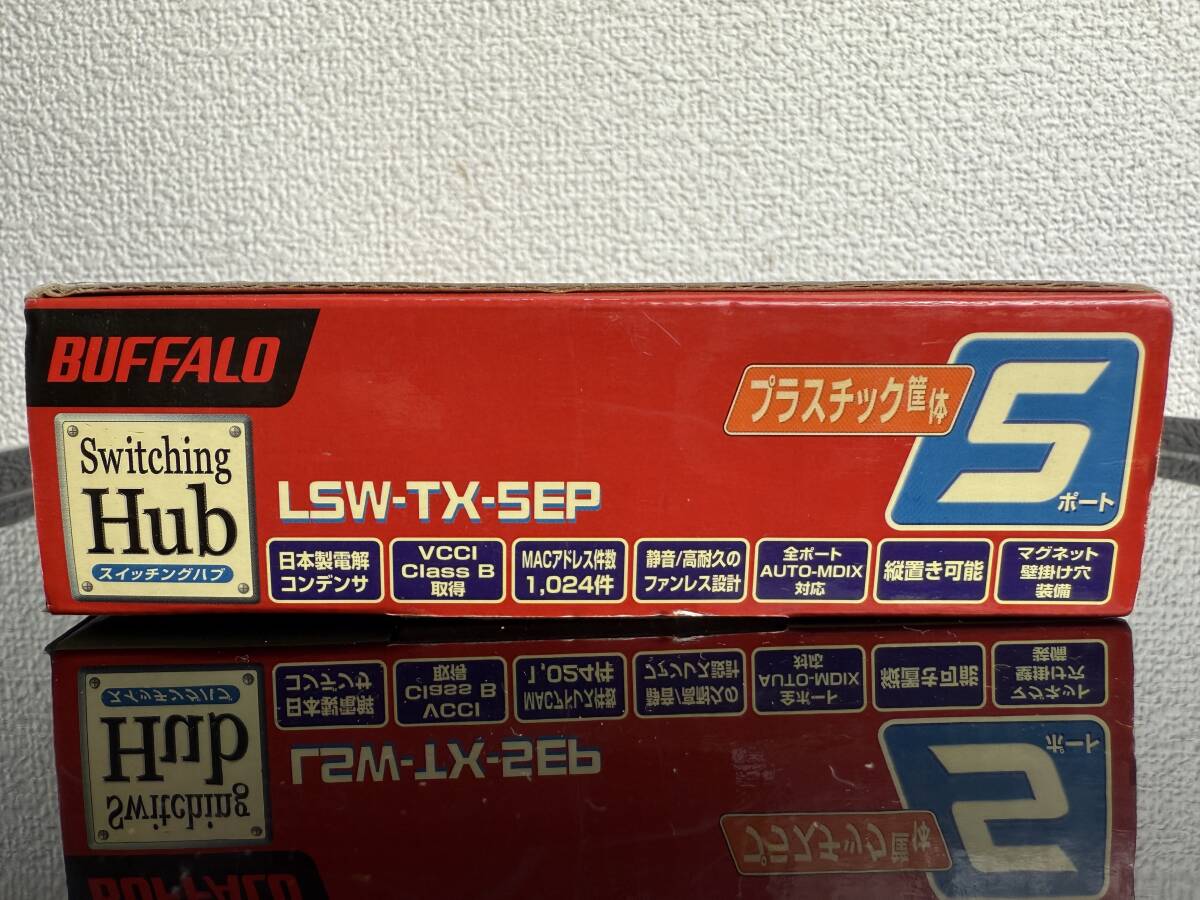 BUFFALO
Switching
Hub
スイッチングハブ
LSW-TX-5EP
プラスチック筐体
5
ポート
日本製電解
コンデンサ
VCCI
Class B
取得
MACアドレス件数
1,024件
静音/高耐久の
ファンレス設計
全ポート
AUTO-MDIX
対応
縦置き可能
マグネット
壁掛け穴
装備